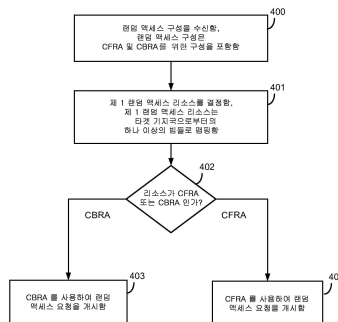 400
랜덤 액세스 구성을 수신함,
랜덤 액세스 구성은
CFRA 및 CBRA를 위한 구성을 포함함
401
제 1 랜덤 액세스 리소스를 결정함,
제 1 랜덤 액세스 리소스는
타겟 기지국으로부터의
하나 이상의 빔들로 맵핑함
402
리소스가 CFRA
또는 CBRA 인가?
CBRA
CFRA
403
CBRA 를 사용하여 랜덤
액세스 요청을 개시함
CFRA 를 사용하여 랜덤
액세스 요청을 개시함